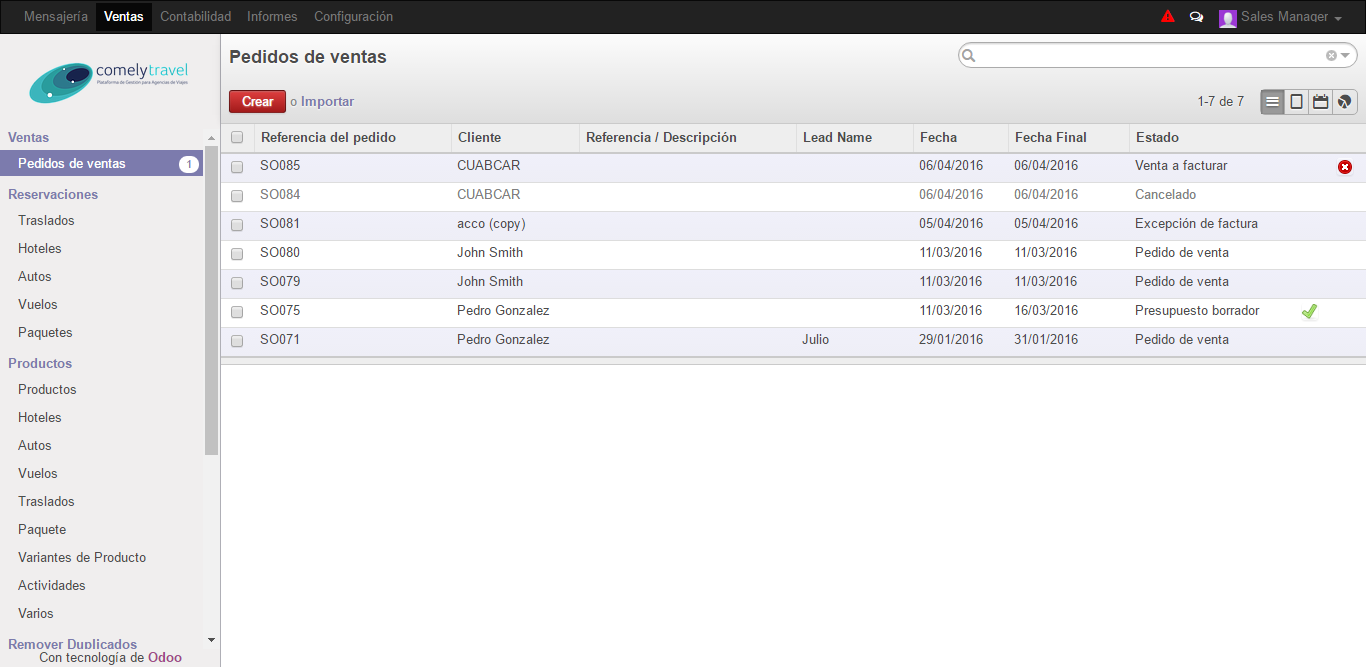 Mensajería Ventas Contabilidad Informes Configuración Sales Manager
comelytravel
Plataforma de Gestión para Agencias de Viajes
Pedidos de ventas
Crear o Importar 1-7 de 7
Ventas
Pedidos de ventas 1
Reservaciones
Traslados
Hoteles
Autos
Vuelos
Paquetes
Productos
Productos
Hoteles
Autos
Vuelos
Traslados
Paquete
Variantes de Producto
Actividades
Varios
Remover Duplicados
Con tecnología de Odoo
Referencia del pedido Cliente Referencia / Descripción Lead Name Fecha Fecha Final Estado
SO085 CUABCAR 06/04/2016 06/04/2016 Venta a facturar
SO084 CUABCAR 06/04/2016 06/04/2016 Cancelado
SO081 acco (copy) 05/04/2016 05/04/2016 Excepción de factura
SO080 John Smith 11/03/2016 11/03/2016 Pedido de venta
SO079 John Smith 11/03/2016 11/03/2016 Pedido de venta
SO075 Pedro Gonzalez 11/03/2016 16/03/2016 Presupuesto borrador
SO071 Pedro Gonzalez Julio 29/01/2016 31/01/2016 Pedido de venta